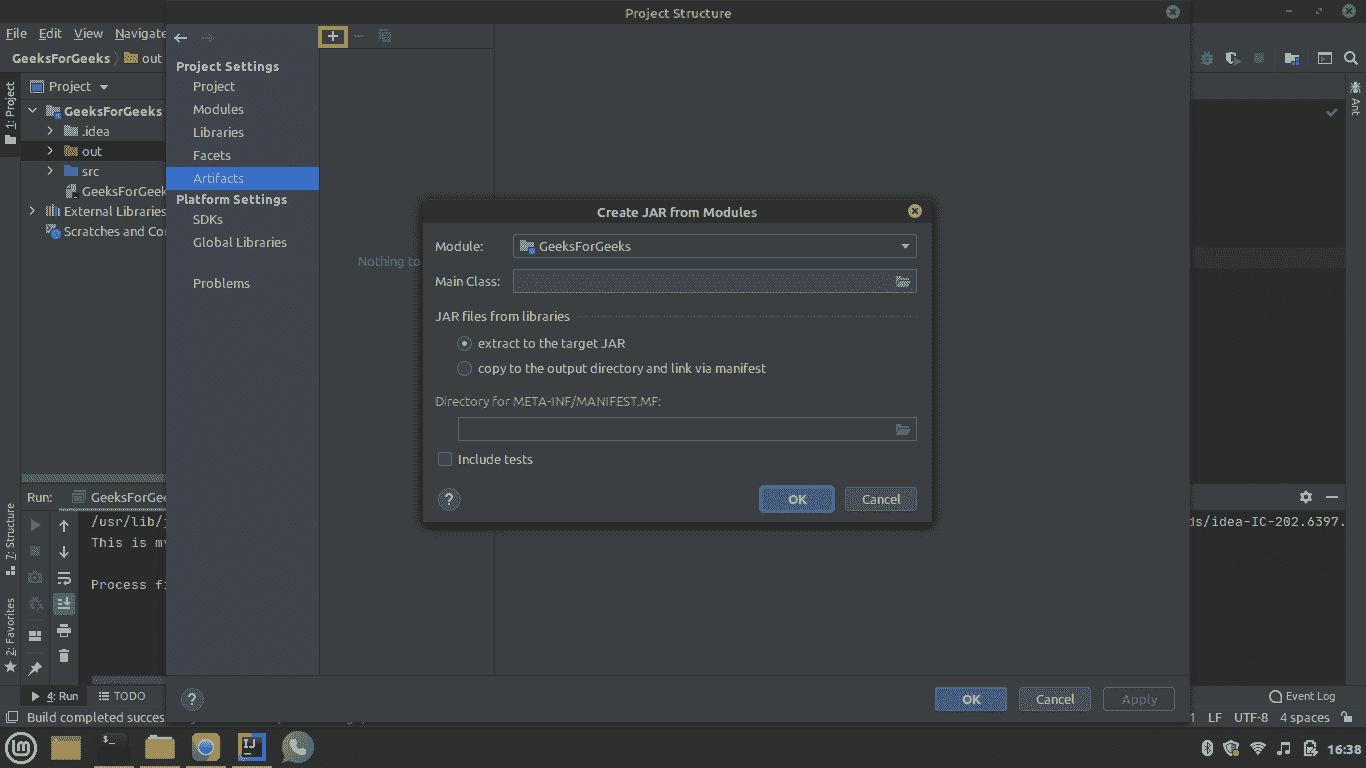 Project Structure
File Edit View Navigate
GeeksForGeeks out
Project
1: Project
GeeksForGeeks
.idea
out
src
GeeksForGeek
External Libraries
Scratches and Con
Project Settings
Project
Modules
Libraries
Facets
Artifacts
Platform Settings
SDKs
Global Libraries
Problems
Nothing to
Create JAR from Modules
Module: GeeksForGeeks
Main Class:
JAR files from libraries
extract to the target JAR
copy to the output directory and link via manifest
Directory for META-INF/MANIFEST.MF:
Include tests
? OK Cancel
Ant
Run: GeeksForGee
/usr/lib/j
ds/idea-IC-202.6397.
This is my
Process fi
7: Structure
2: Favorites
? OK Cancel Apply
4: Run TODO
Event Log
Build completed succes
1 LF UTF-8 4 spaces
16:38